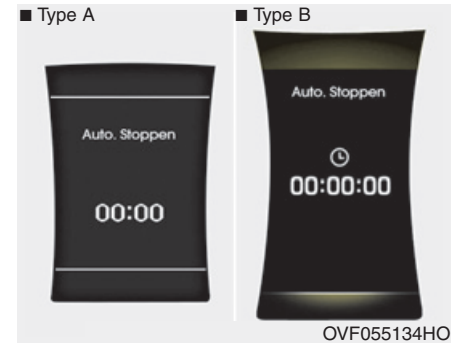 ■ Type A
Auto. Stoppen
00:00
■ Type B
Auto. Stoppen
00:00:00
OVF055134HO